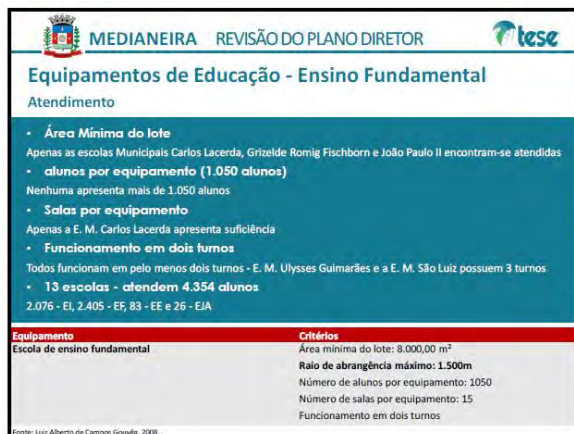 MEDIANEIRA REVISÃO DO PLANO DIRETOR
tese
Equipamentos de Educação - Ensino Fundamental
Atendimento
• Área Mínima do lote
Apenas as escolas Municipais Carlos Lacerda, Grizelde Romig Fischborn e João Paulo II encontram-se atendidas
• alunos por equipamento (1.050 alunos)
Nenhuma apresenta mais de 1.050 alunos
• Salas por equipamento
Apenas a E. M. Carlos Lacerda apresenta suficiência
• Funcionamento em dois turnos
Todos funcionam em pelo menos dois turnos - E. M. Ulysses Guimarães e a E. M. São Luiz possuem 3 turnos
• 13 escolas - atendem 4.354 alunos
2.076 - EI, 2.405 - EF, 83 - EE e 26 - EJA
Equipamento Critérios
Escola de ensino fundamental Área mínima do lote: 8.000,00 m²
Raio de abrangência máximo: 1.500m
Número de alunos por equipamento: 1050
Número de salas por equipamento: 15
Funcionamento em dois turnos
Fonte: Luiz Alberto de Campos Gouvêa, 2008.